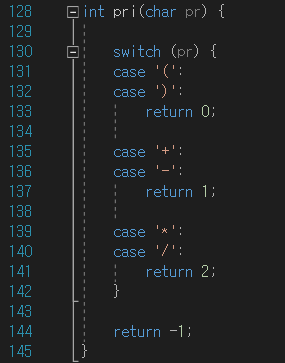 128 int pri(char pr) {
129
130 switch (pr) {
131 case '(':
132 case ')':
133 return 0;
134
135 case '+':
136 case '-':
137 return 1;
138
139 case '*':
140 case '/':
141 return 2;
142 }
143
144 return -1;
145 }